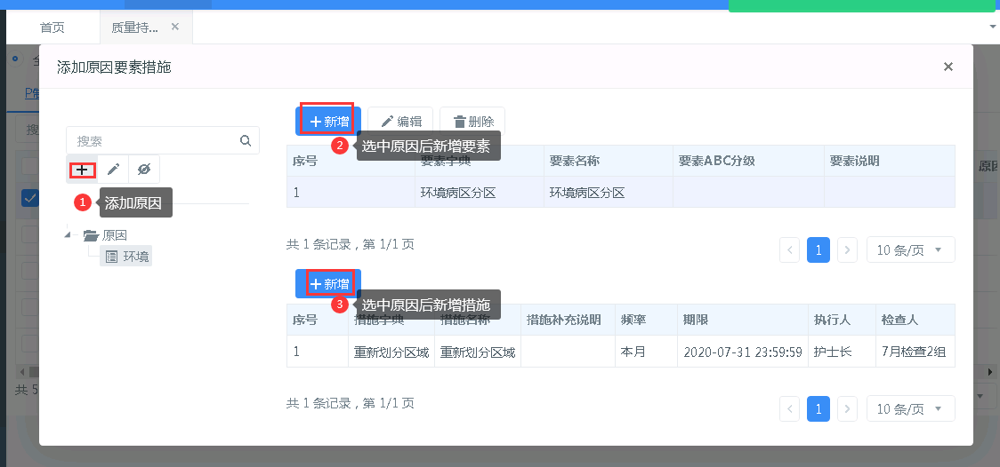 首页
质量持...
添加原因要素措施
搜索
1 添加原因
原因
环境
新增 编辑 删除
2 选中原因后新增要素
序号 要素字典 要素名称 要素ABC分级 要素说明
1 环境病区分区 环境病区分区
共 1 条记录，第 1/1 页
1 10 条/页
新增
3 选中原因后新增措施
序号 措施字典 措施名称 措施补充说明 频率 期限 执行人 检查人
1 重新划分区域 重新划分区域 本月 2020-07-31 23:59:59 护士长 7月检查2组
共 1 条记录，第 1/1 页
1 10 条/页
共 5